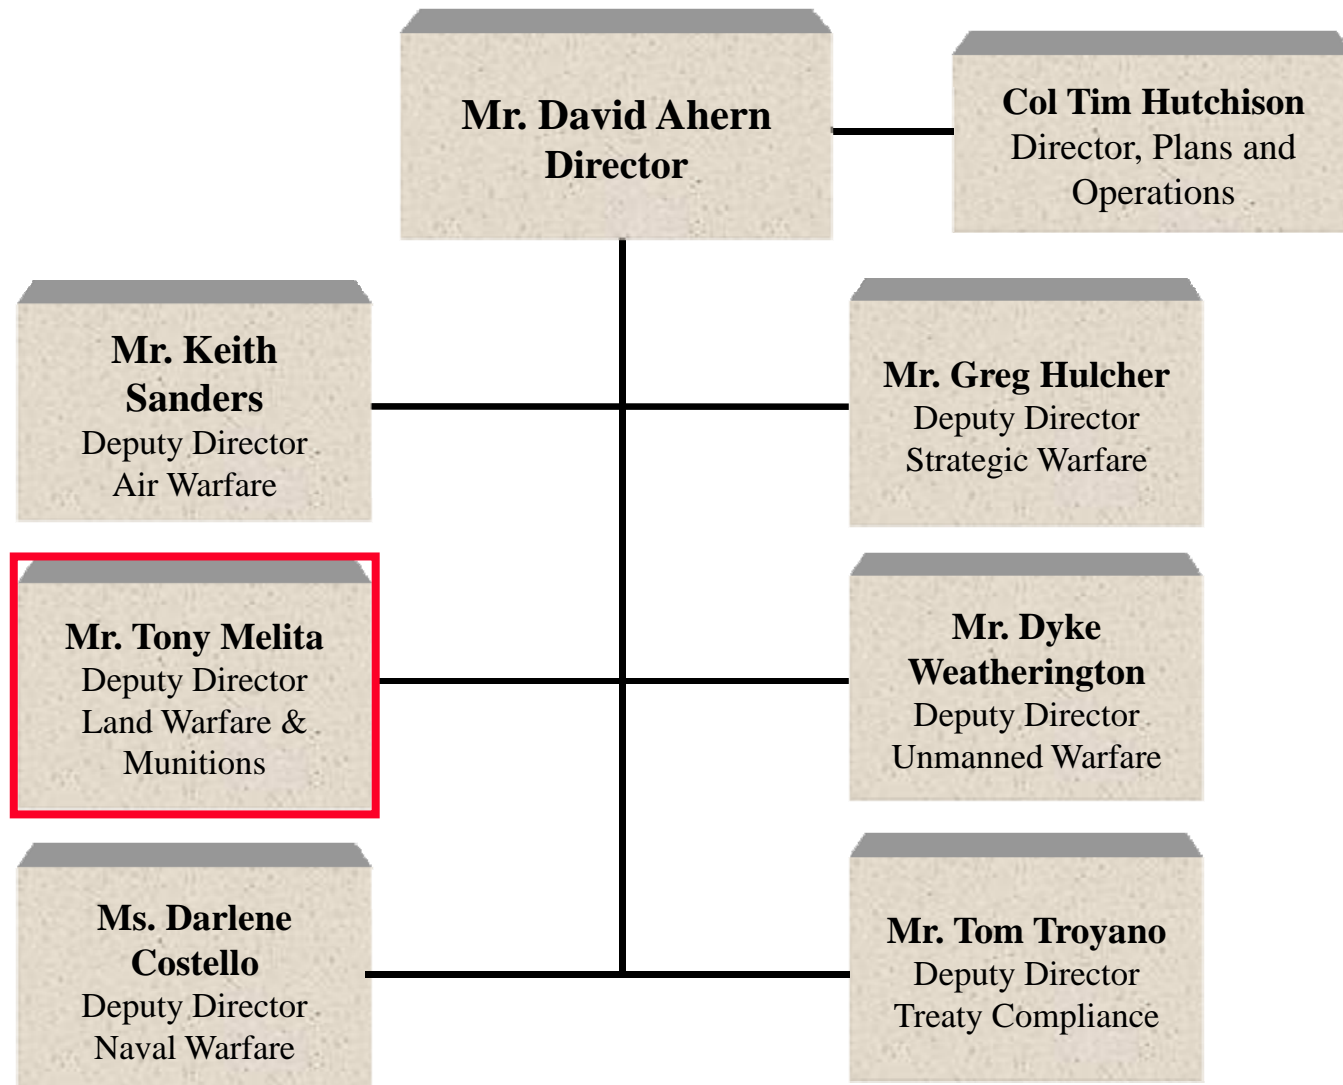 Mr. David Ahern
Director
Col Tim Hutchison
Director, Plans and
Operations
Mr. Keith
Sanders
Deputy Director
Air Warfare
Mr. Greg Hulcher
Deputy Director
Strategic Warfare
Mr. Tony Melita
Deputy Director
Land Warfare &
Munitions
Mr. Dyke
Weatherington
Deputy Director
Unmanned Warfare
Ms. Darlene
Costello
Deputy Director
Naval Warfare
Mr. Tom Troyano
Deputy Director
Treaty Compliance